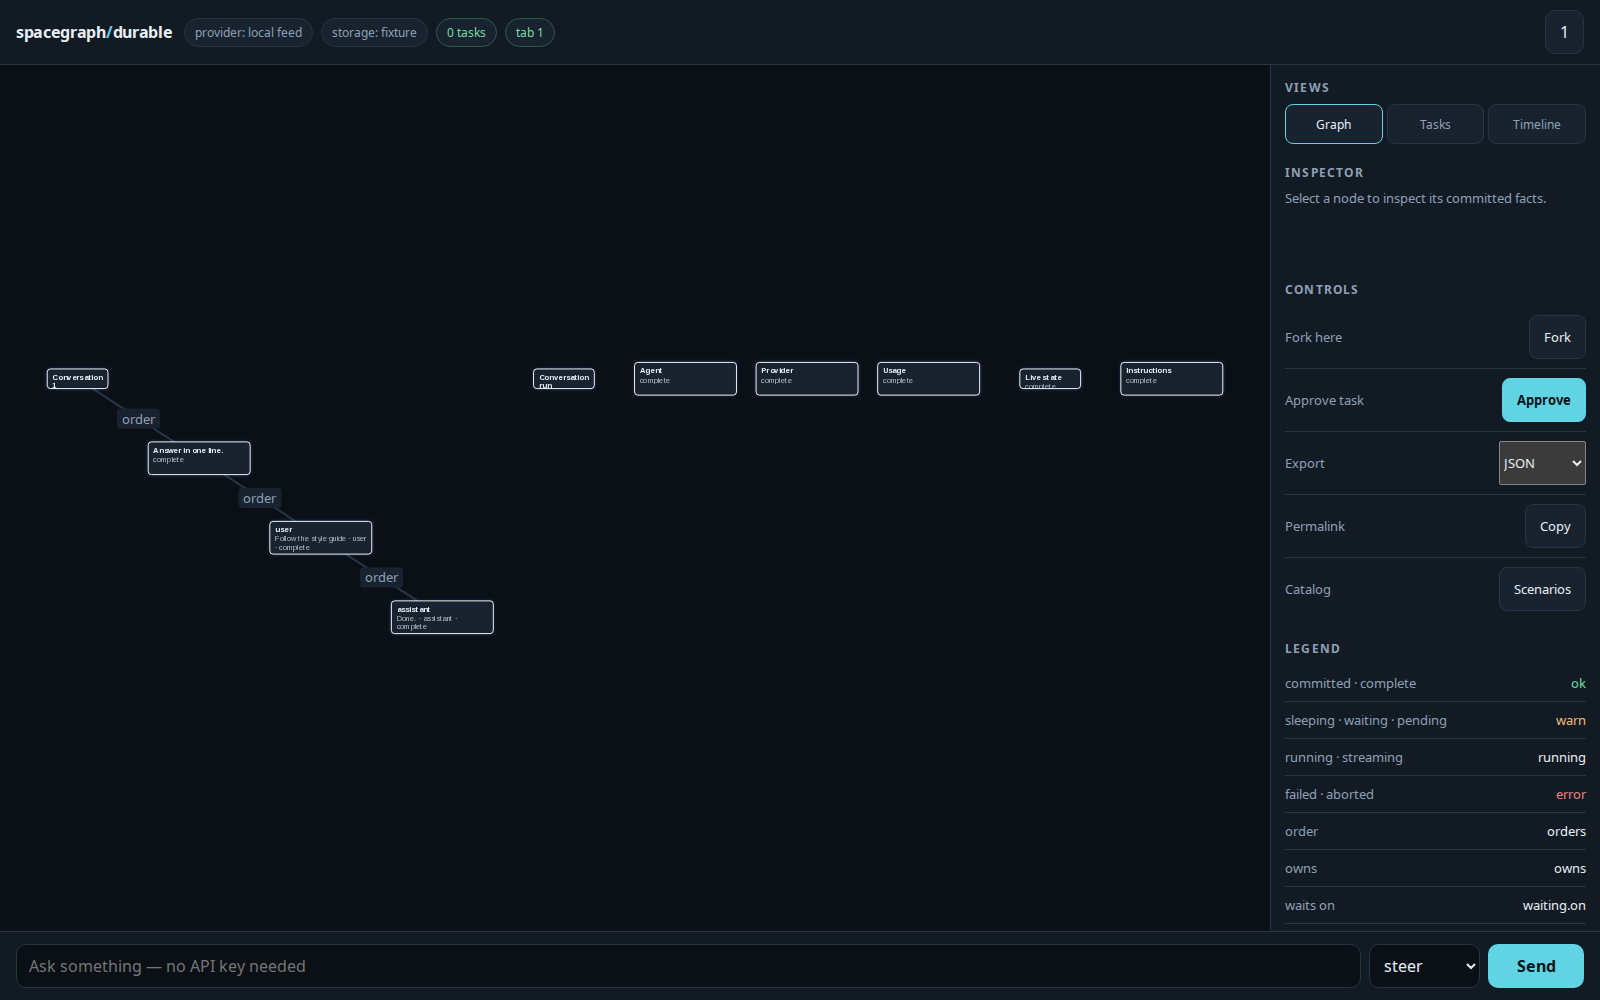 spacegraph/durable
provider: local feed
storage: fixture
0 tasks
tab 1
1
Conversation
1
order
Answer in one line.
complete
order
user
Follow the style guide · user
· complete
order
assistant
Done. · assistant ·
complete
Conversation
run
Agent
complete
Provider
complete
Usage
complete
Live state
complete
Instructions
complete
VIEWS
Graph
Tasks
Timeline
INSPECTOR
Select a node to inspect its committed facts.
CONTROLS
Fork here
Fork
Approve task
Approve
Export
JSON
Permalink
Copy
Catalog
Scenarios
LEGEND
committed · complete
ok
sleeping · waiting · pending
warn
running · streaming
running
failed · aborted
error
order
orders
owns
owns
waits on
waiting.on
Ask something — no API key needed
steer
Send